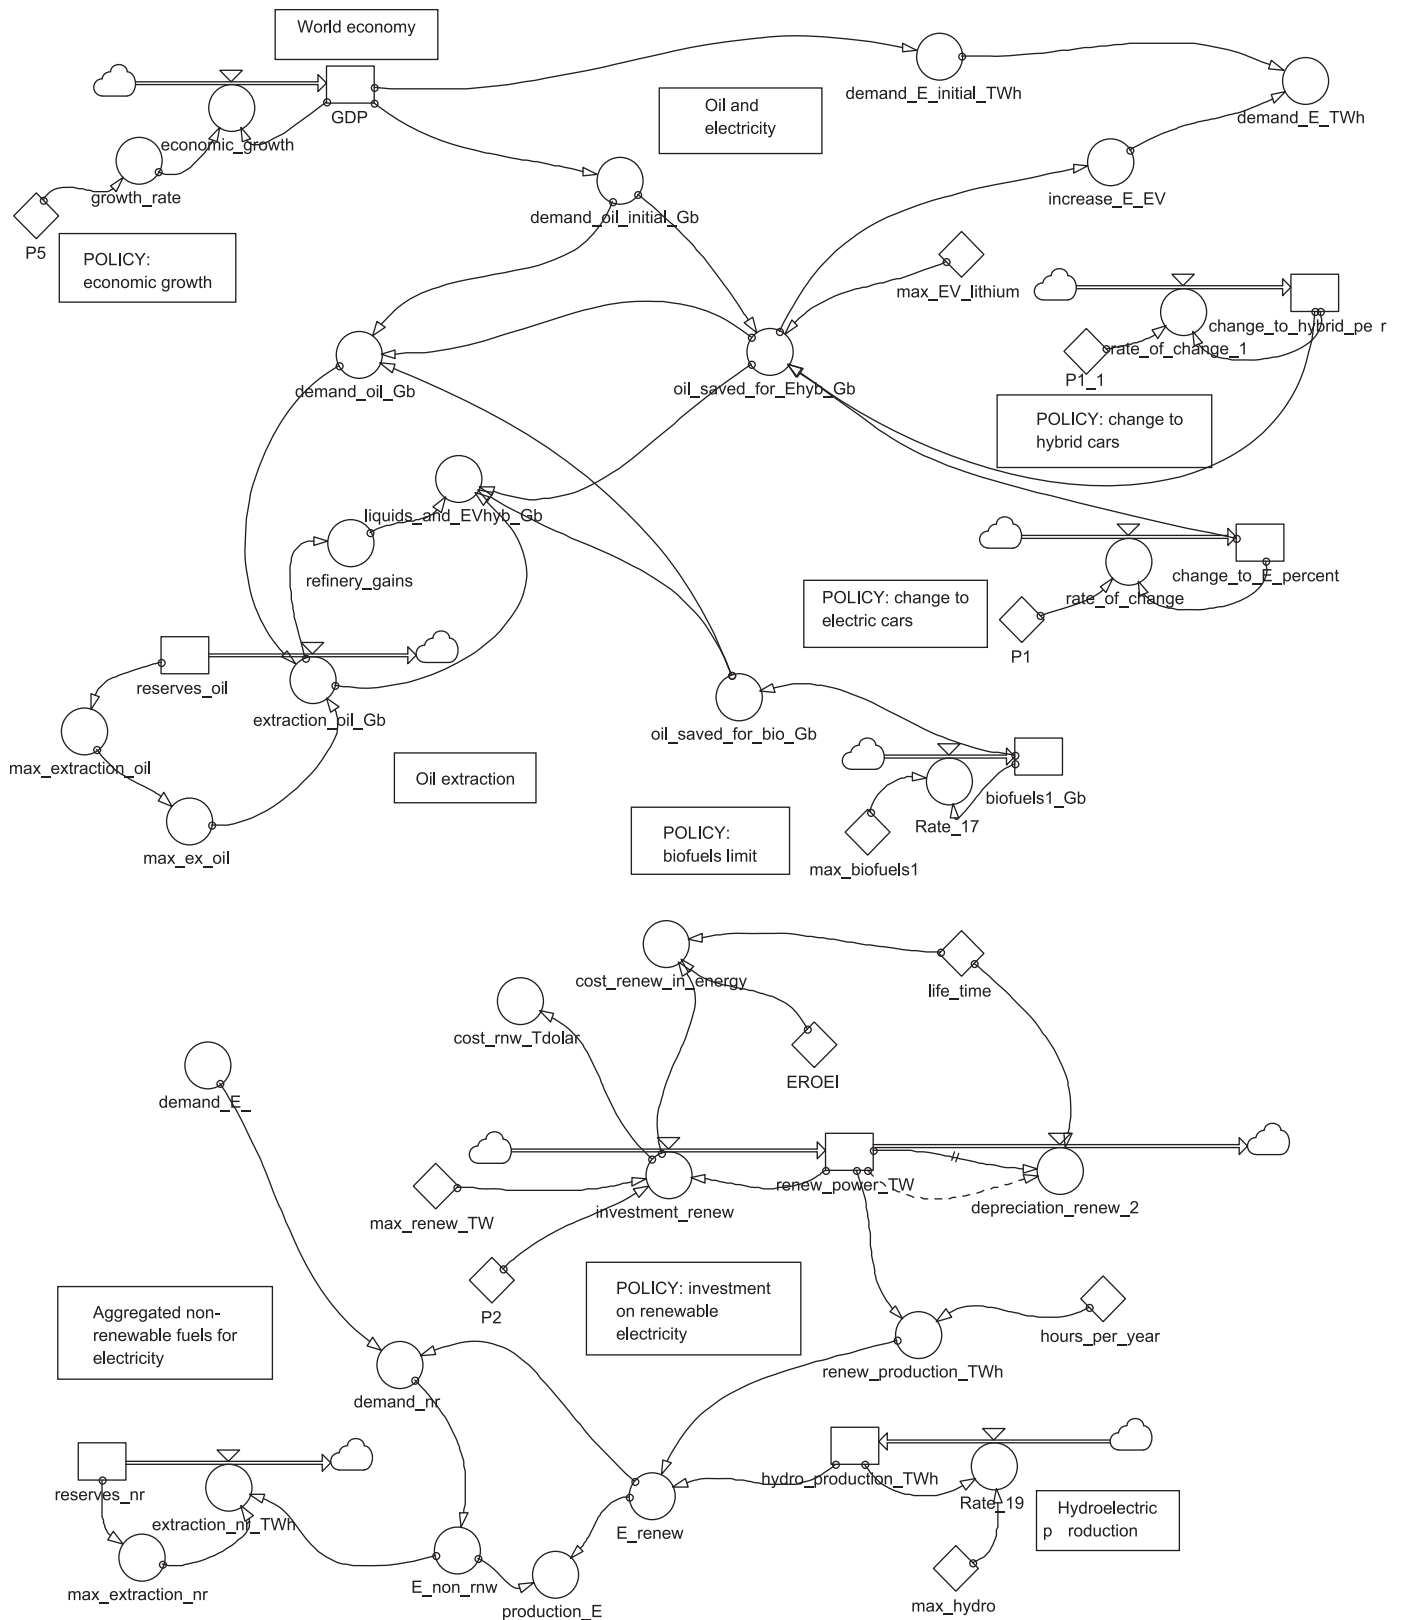 World economy
GDP
economic_growth
growth_rate
P5
POLICY:
economic growth
Oil and
electricity
demand_E_initial_TWh
demand_E_TWh
increase_E_EV
demand_oil_initial_Gb
max_EV_lithium
change_to_hybrid_pe r
rate_of_change_1
P1_1
POLICY: change to
hybrid cars
demand_oil_Gb
oil_saved_for_Ehyb_Gb
liquids_and_EVhyb_Gb
refinery_gains
change_to_E_percent
rate_of_change
P1
POLICY: change to
electric cars
reserves_oil
extraction_oil_Gb
max_extraction_oil
max_ex_oil
Oil extraction
oil_saved_for_bio_Gb
biofuels1_Gb
Rate_17
max_biofuels1
POLICY:
biofuels limit
cost_renew_in_energy
life_time
cost_rnw_Tdolar
EROEI
demand_E_
renew_power_TW
max_renew_TW
investment_renew
depreciation_renew_2
P2
POLICY: investment
on renewable
electricity
Aggregated non-
renewable fuels for
electricity
hours_per_year
renew_production_TWh
demand_nr
reserves_nr
extraction_nr_TWh
max_extraction_nr
E_non_rnw
production_E
E_renew
hydro_production_TWh
Rate_19
Hydroelectric
p roduction
max_hydro